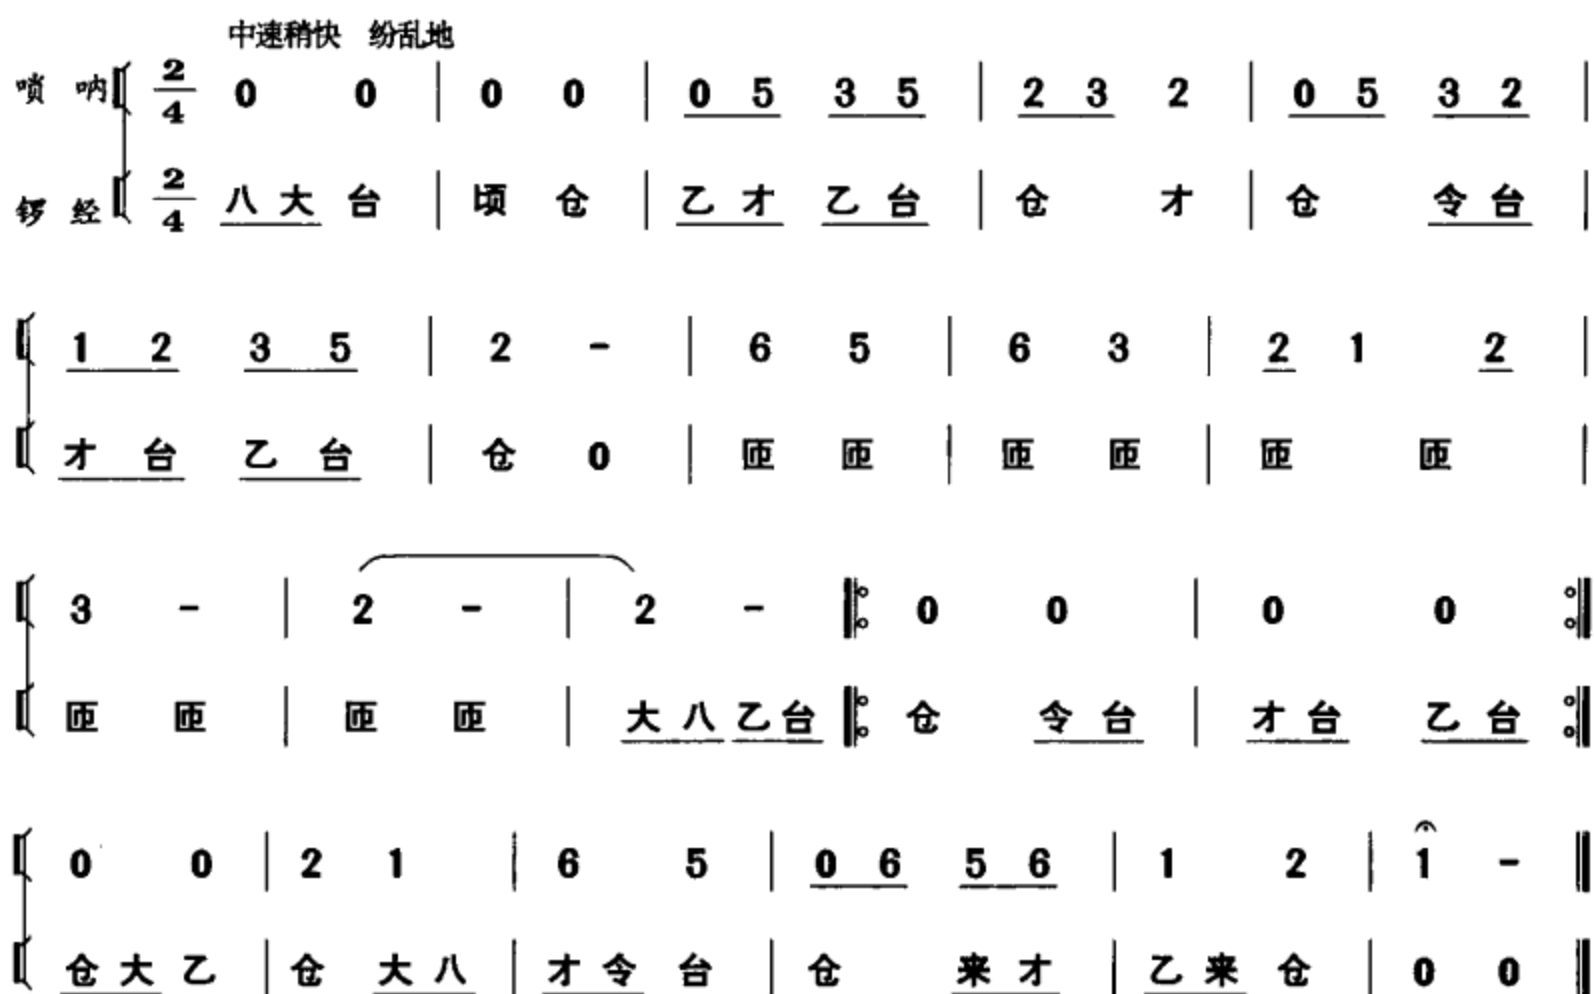 中速稍快 纷乱地
唢 呐 2/4 0 0 | 0 0 | 0 5 3 5 | 2 3 2 | 0 5 3 2 |
锣 经 2/4 八 大 台 | 顷 仓 | 乙 才 乙 台 | 仓 才 | 仓 令 台 |
1 2 3 5 | 2 - | 6 5 | 6 3 | 2 1 2 |
才 台 乙 台 | 仓 0 | 匝 匝 | 匝 匝 | 匝 匝 |
3 - | 2 - | 2 - |: 0 0 | 0 0 :|
匝 匝 | 匝 匝 | 大 八 乙 台 |: 仓 令 台 | 才 台 乙 台 :|
0 0 | 2 1 | 6 5 | 0 6 5 6 | 1 2 | 1 - |
仓 大 乙 | 仓 大 八 | 才 令 台 | 仓 来 才 | 乙 来 仓 | 0 0 |